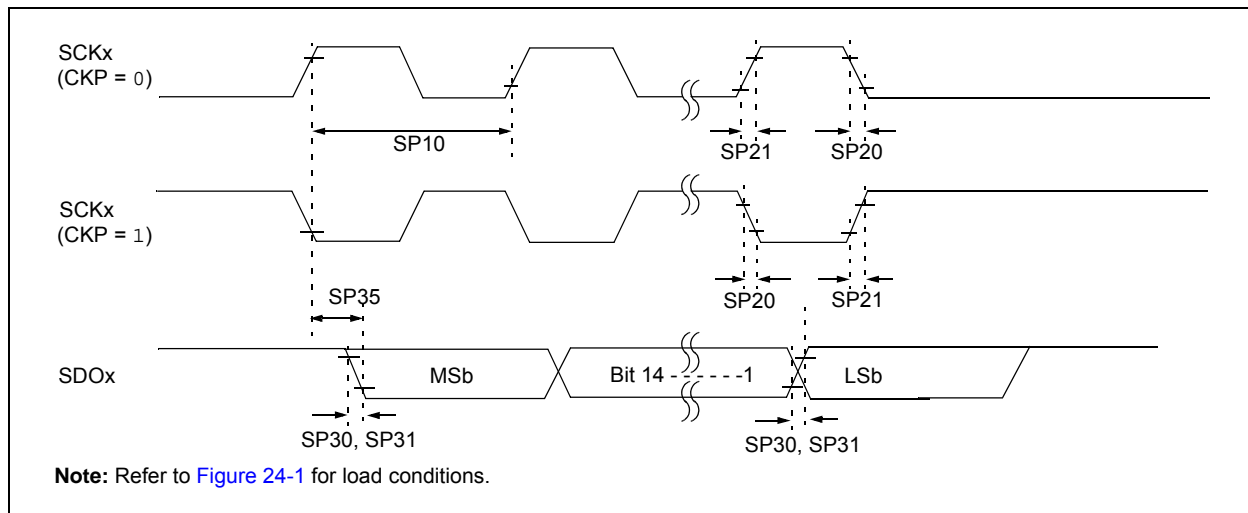 SCKx
(CKP = 0)
SP10
SP21
SP20
SCKx
(CKP = 1)
SP35
SP20
SP21
SDOx
MSb
Bit 14 - - - - - -1
LSb
SP30, SP31
SP30, SP31
Note: Refer to Figure 24-1 for load conditions.